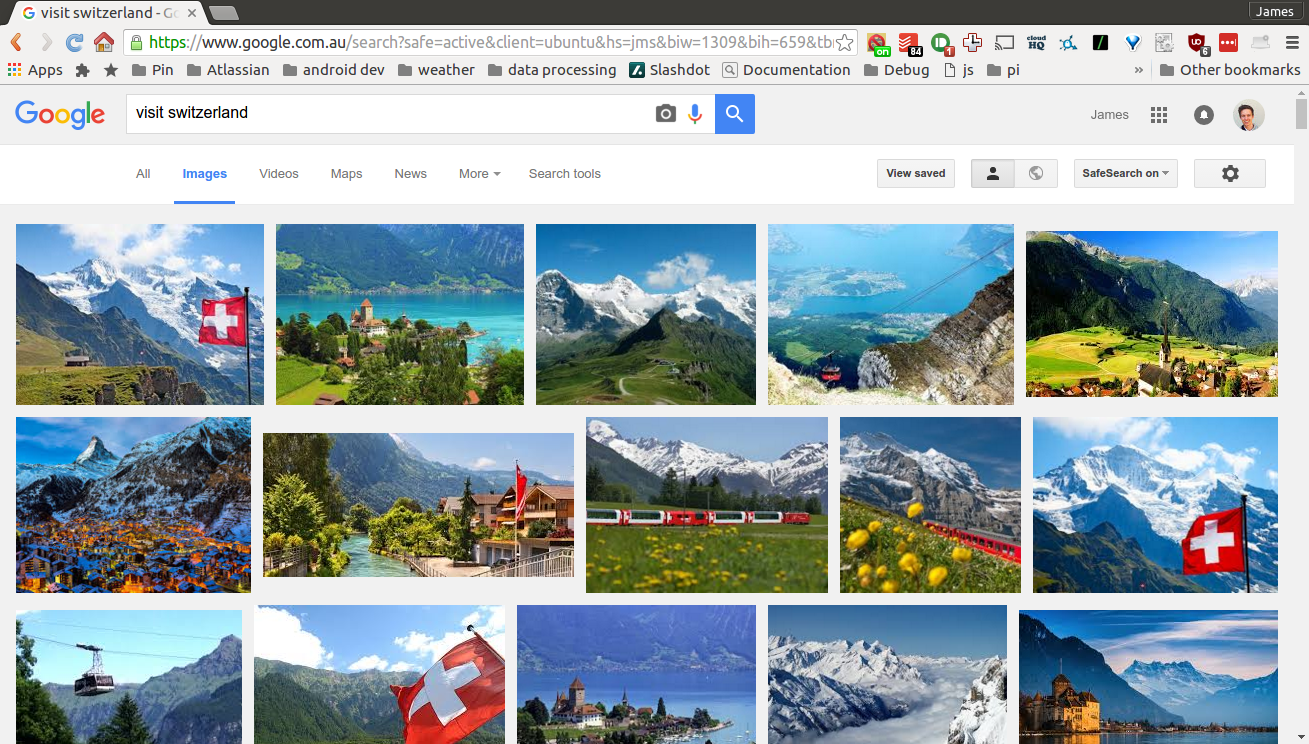 visit switzerland - Go
James
https://www.google.com.au/search?safe=active&client=ubuntu&hs=jms&biw=1309&bih=659&tb
on 84 1 cloud HQ 6
Apps Pin Atlassian android dev weather data processing Slashdot Documentation Debug js pi » Other bookmarks
Google visit switzerland James
All Images Videos Maps News More Search tools View saved SafeSearch on